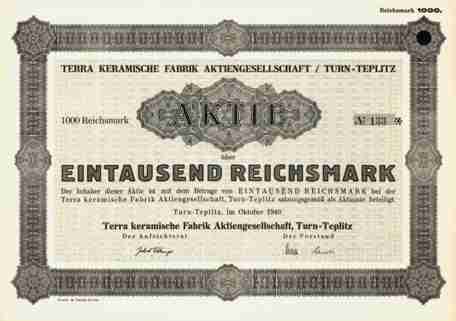 Reichsmark 1000.
TERRA KERAMISCHE FABRIK AKTIENGESELLSCHAFT / TURN-TEPLITZ
1000 Reichsmark
AKTIE
№ 133
über
EINTAUSEND REICHSMARK
Der Inhaber dieser Aktie ist mit dem Betrage von EINTAUSEND REICHSMARK bei der
Terra keramische Fabrik Aktiengesellschaft, Turn-Teplitz satzungsgemäß als Aktionär beteiligt.
Turn-Teplitz, im Oktober 1940
Terra keramische Fabrik Aktiengesellschaft, Turn-Teplitz
Der Aufsichtsrat
Der Vorstand